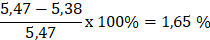 5,47 − 5,38
5,47
x 100% = 1,65 %